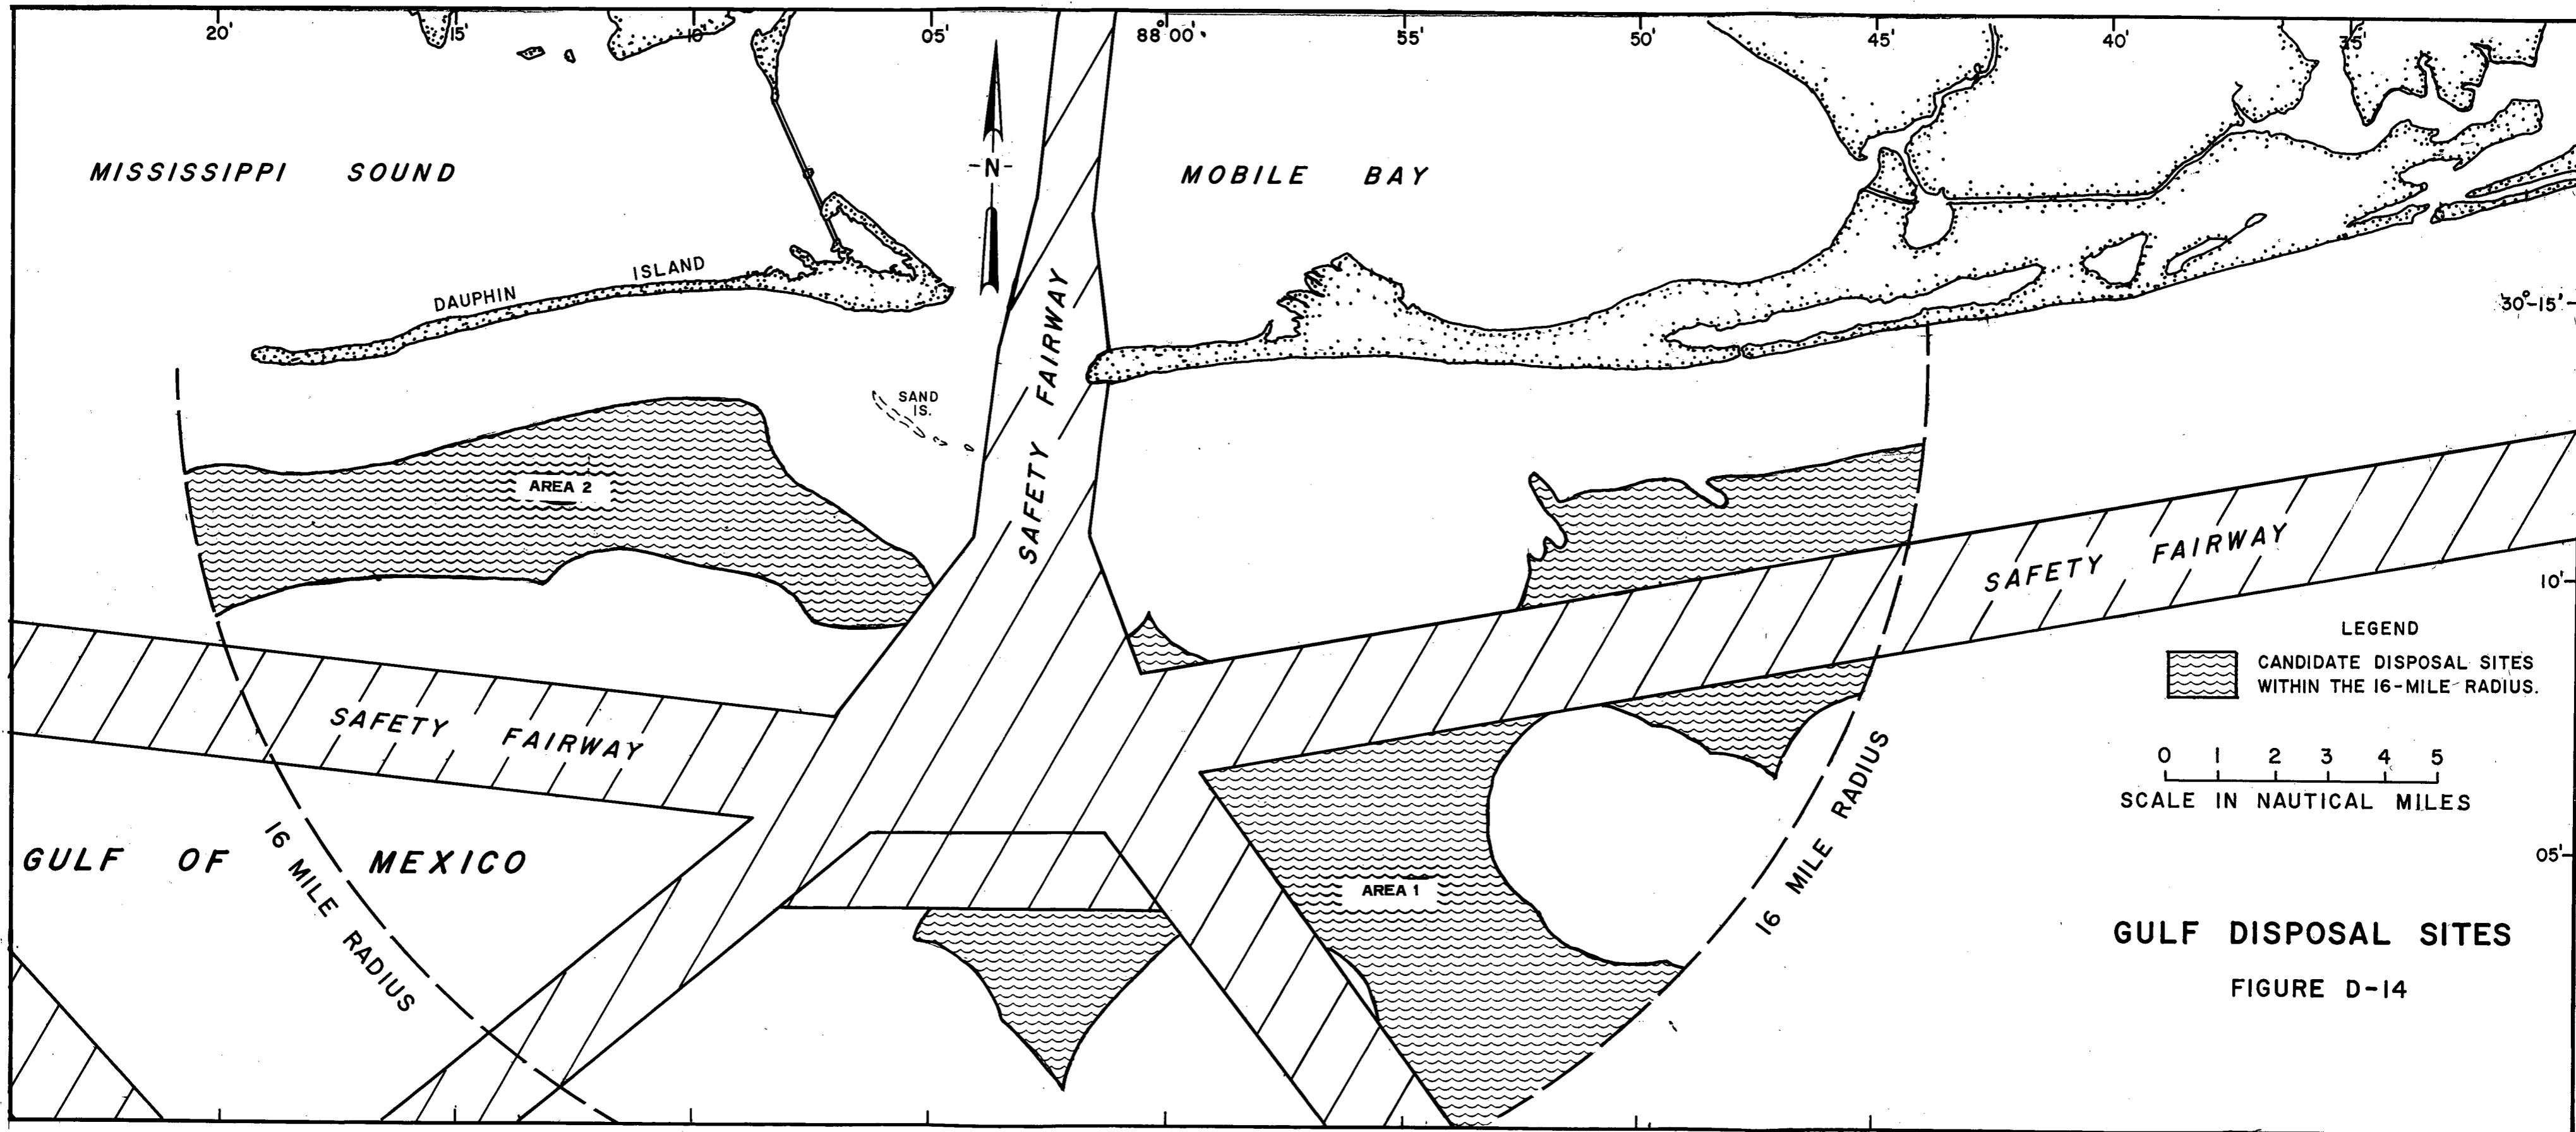 20' 15' 10' 05' 88°00' 55' 50' 45' 40' 35'
MISSISSIPPI SOUND
-N-
MOBILE BAY
DAUPHIN ISLAND
30°-15'
SAND
IS.
SAFETY FAIRWAY
AREA 2
SAFETY FAIRWAY
10'
LEGEND
CANDIDATE DISPOSAL SITES
WITHIN THE 16-MILE RADIUS.
SAFETY FAIRWAY
0 1 2 3 4 5
SCALE IN NAUTICAL MILES
GULF OF MEXICO
16 MILE RADIUS
AREA 1
16 MILE RADIUS
05'
GULF DISPOSAL SITES
FIGURE D-14